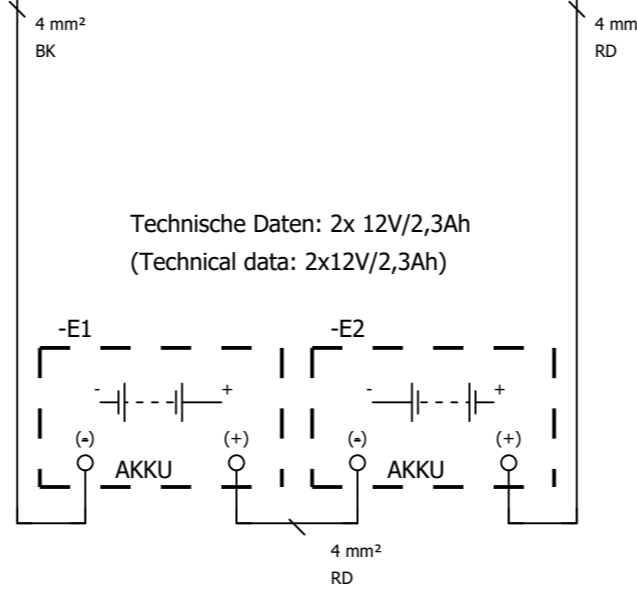 4 mm²
BK
4 mm
RD
Technische Daten: 2x 12V/2,3Ah
(Technical data: 2x12V/2,3Ah)
-E1
-E2
- +
- +
(-) (+) (-) (+)
AKKU AKKU
4 mm²
RD